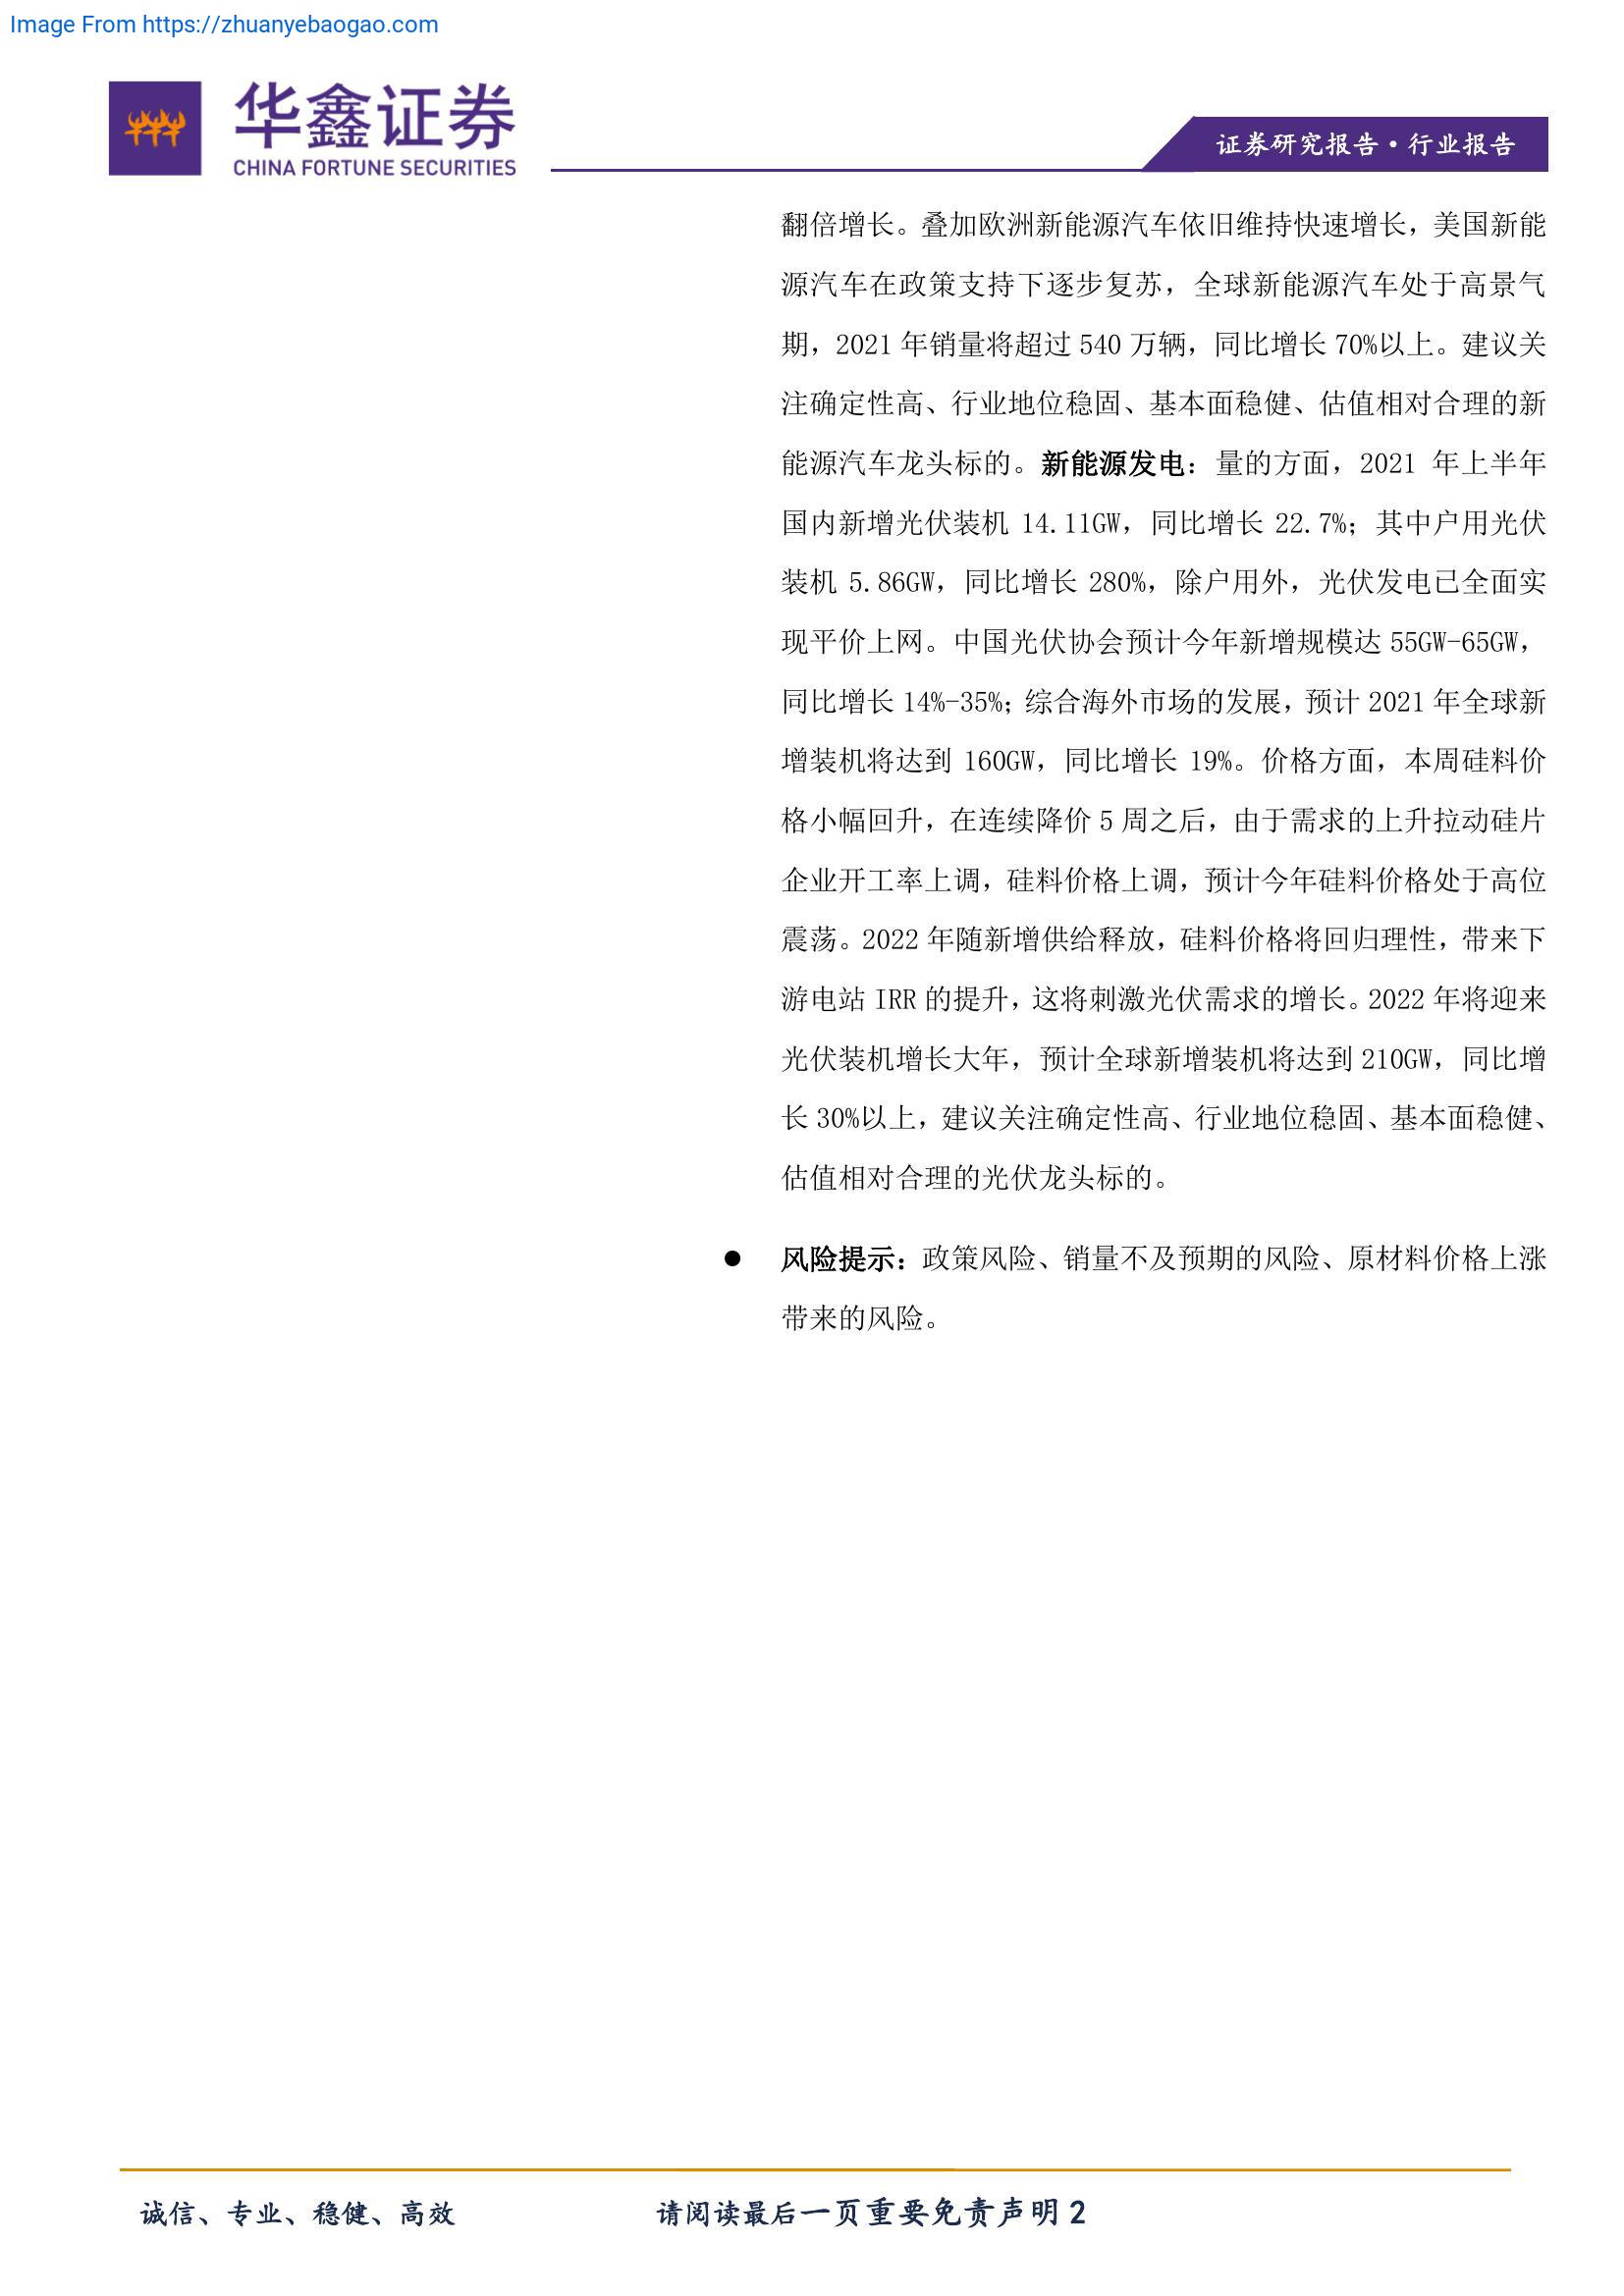 Image From https://zhuanyebaogao.com
华鑫证券
CHINA FORTUNE SECURITIES
证券研究报告·行业报告
翻倍增长。叠加欧洲新能源汽车依旧维持快速增长，美国新能
源汽车在政策支持下逐步复苏，全球新能源汽车处于高景气
期，2021 年销量将超过 540 万辆，同比增长 70%以上。建议关
注确定性高、行业地位稳固、基本面稳健、估值相对合理的新
能源汽车龙头标的。新能源发电：量的方面，2021 年上半年
国内新增光伏装机 14.11GW，同比增长 22.7%；其中户用光伏
装机 5.86GW，同比增长 280%，除户用外，光伏发电已全面实
现平价上网。中国光伏协会预计今年新增规模达 55GW-65GW，
同比增长 14%-35%；综合海外市场的发展，预计 2021 年全球新
增装机将达到 160GW，同比增长 19%。价格方面，本周硅料价
格小幅回升，在连续降价 5 周之后，由于需求的上升拉动硅片
企业开工率上调，硅料价格上调，预计今年硅料价格处于高位
震荡。2022 年随新增供给释放，硅料价格将回归理性，带来下
游电站 IRR 的提升，这将刺激光伏需求的增长。2022 年将迎来
光伏装机增长大年，预计全球新增装机将达到 210GW，同比增
长 30%以上，建议关注确定性高、行业地位稳固、基本面稳健、
估值相对合理的光伏龙头标的。
● 风险提示：政策风险、销量不及预期的风险、原材料价格上涨
带来的风险。
诚信、专业、稳健、高效 请阅读最后一页重要免责声明 2